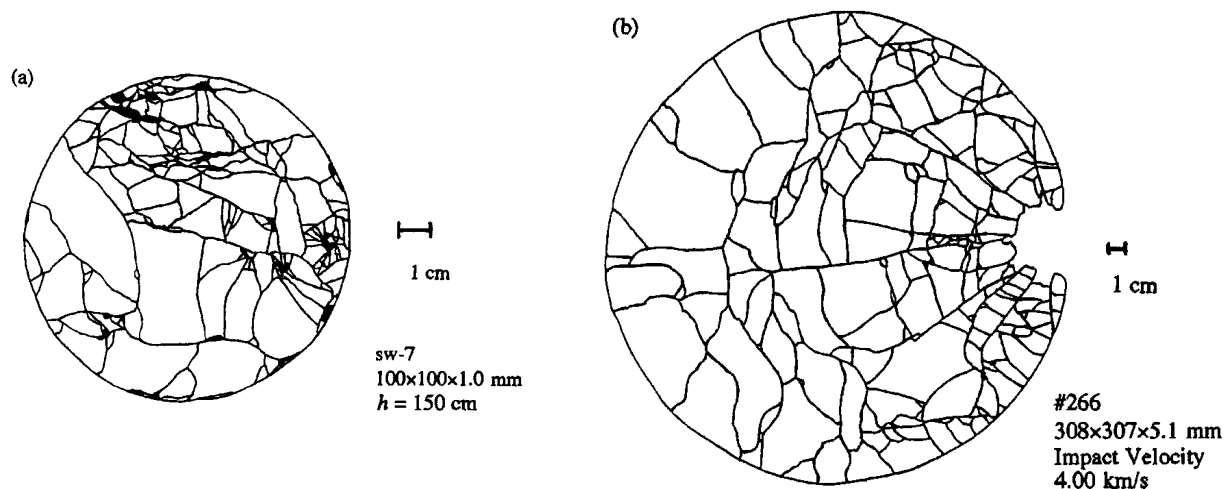 (a)
1 cm
sw-7
100×100×1.0 mm
h = 150 cm
(b)
1 cm
#266
308×307×5.1 mm
Impact Velocity
4.00 km/s